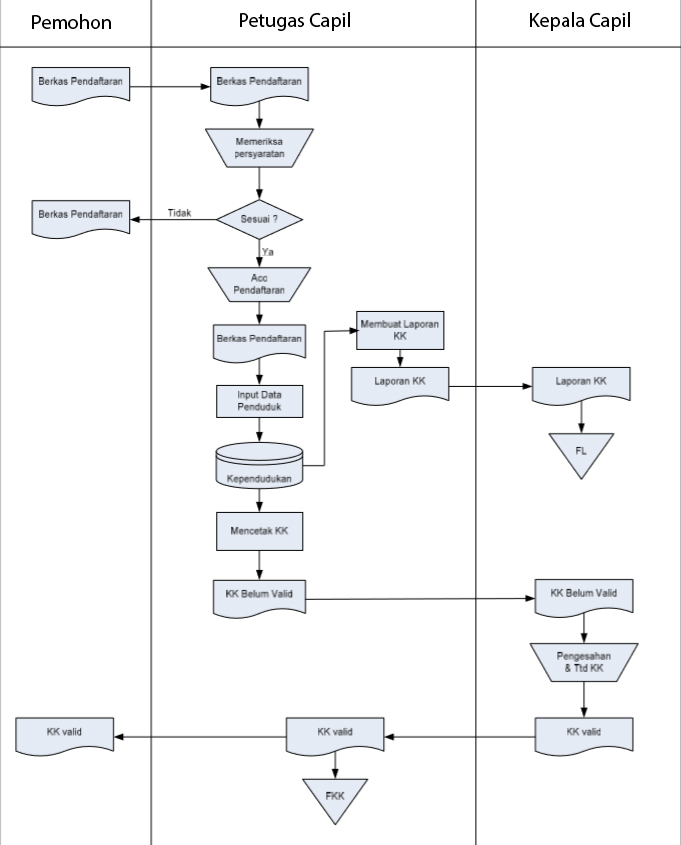 Pemohon
Petugas Capil
Kepala Capil
Berkas Pendaftaran
Berkas Pendaftaran
Memeriksa
persyaratan
Berkas Pendaftaran
Tidak
Sesuai ?
Ya
Acc
Pendaftaran
Berkas Pendaftaran
Membuat Laporan
KK
Laporan KK
Laporan KK
Input Data
Penduduk
FL
Kependudukan
Mencetak KK
KK Belum Valid
KK Belum Valid
Pengesahan
& Ttd KK
KK valid
KK valid
KK valid
FKK